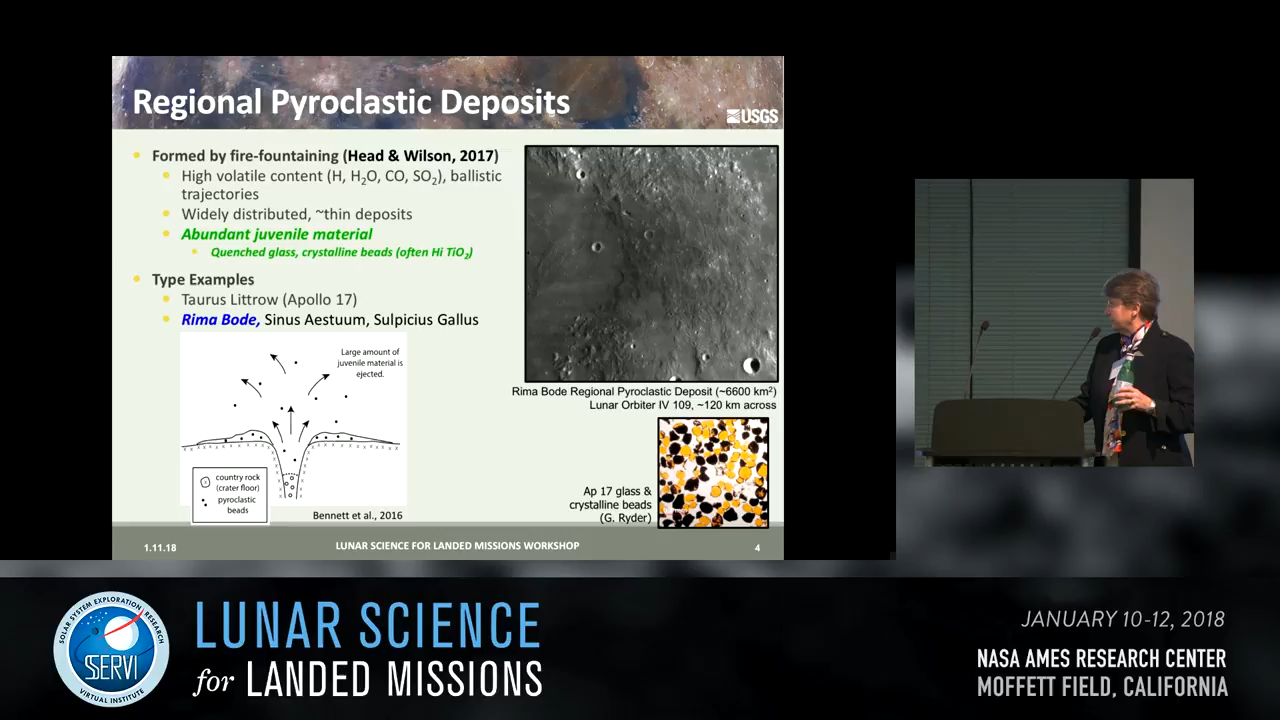 Regional Pyroclastic Deposits
USGS
Formed by fire-fountaining (Head & Wilson, 2017)
High volatile content (H, H2O, CO, SO2), ballistic
trajectories
Widely distributed, ~thin deposits
Abundant juvenile material
Quenched glass, crystalline beads (often Hi TiO2)
Type Examples
Taurus Littrow (Apollo 17)
Rima Bode, Sinus Aestuum, Sulpicius Gallus
Large amount of
juvenile material is
ejected.
country rock
(crater floor)
pyroclastic
beads
Bennett et al., 2016
Rima Bode Regional Pyroclastic Deposit (~6600 km2)
Lunar Orbiter IV 109, ~120 km across
Ap 17 glass &
crystalline beads
(G. Ryder)
1.11.18
LUNAR SCIENCE FOR LANDED MISSIONS WORKSHOP
4
SOLAR SYSTEM EXPLORATION RESEARCH
SSERVI
VIRTUAL INSTITUTE
LUNAR SCIENCE
for LANDED MISSIONS
JANUARY 10-12, 2018
NASA AMES RESEARCH CENTER
MOFFETT FIELD, CALIFORNIA